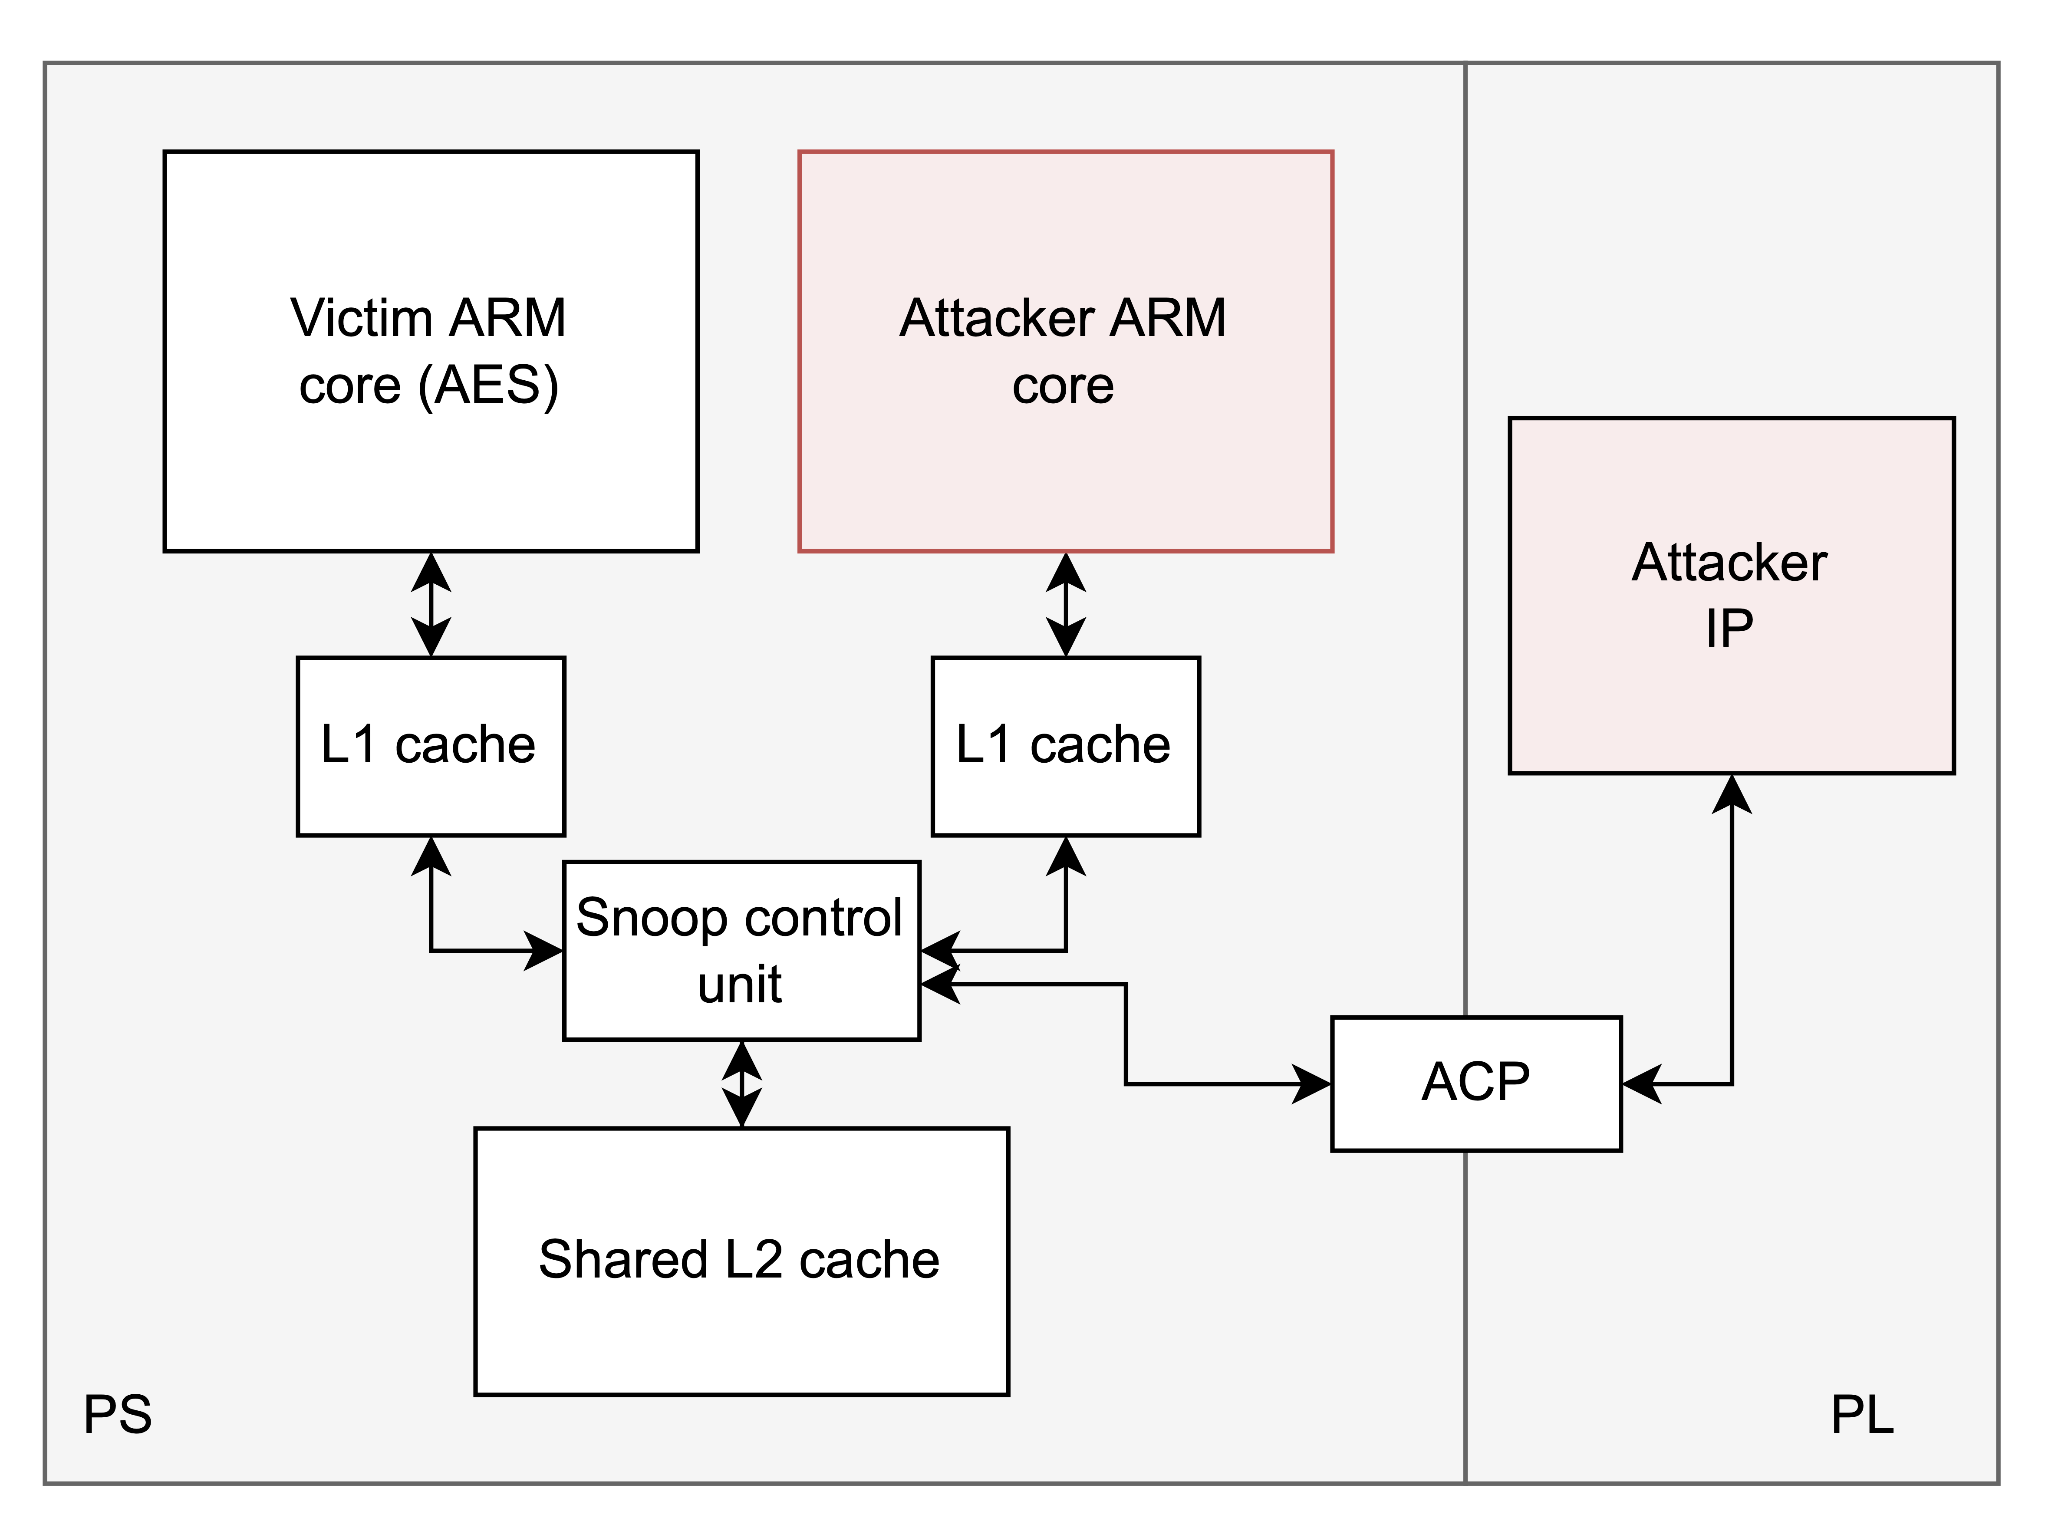 Victim ARM
core (AES)
Attacker ARM
core
Attacker
IP
L1 cache
L1 cache
Snoop control
unit
ACP
Shared L2 cache
PS
PL